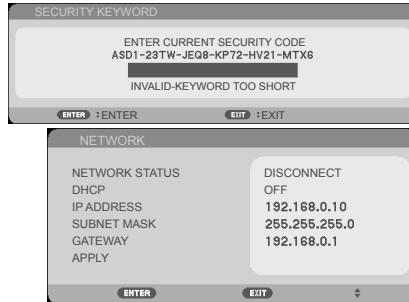 SECURITY KEYWORD
ENTER CURRENT SECURITY CODE
ASD1-23TW-JEQ8-KP72-HV21-MTX6
INVALID-KEYWORD TOO SHORT
ENTER :ENTER EXIT :EXIT
NETWORK
NETWORK STATUS DISCONNECT
DHCP OFF
IP ADDRESS 192.168.0.10
SUBNET MASK 255.255.255.0
GATEWAY 192.168.0.1
APPLY
ENTER EXIT